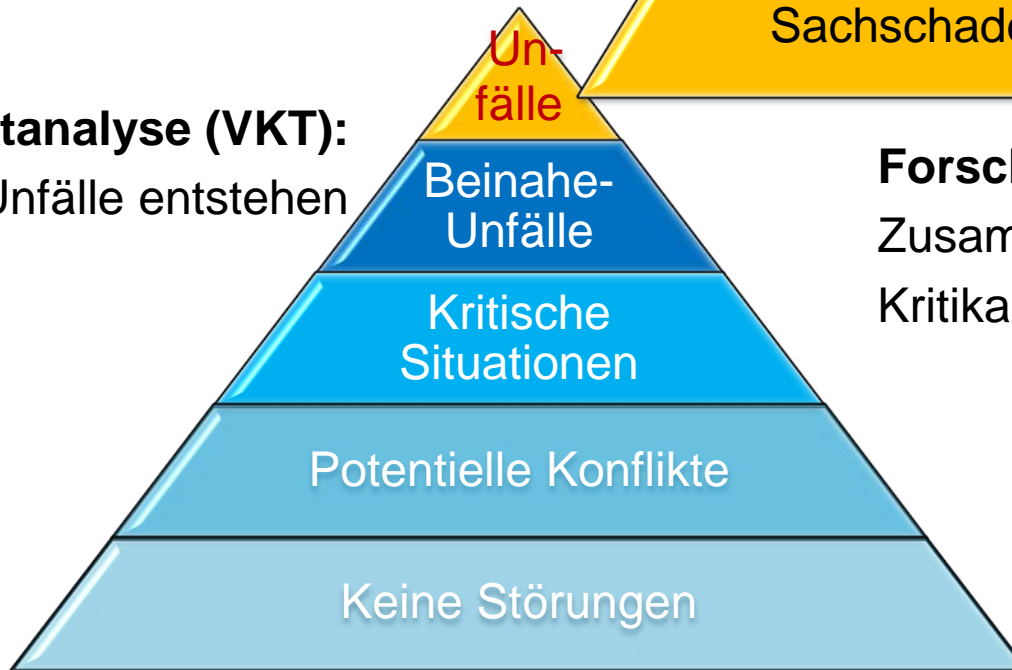 Sachschade
Un-
fälle
tanalyse (VKT):
Unfälle entstehen
Beinahe-
Unfälle
Forsch
Zusam
Kritika
Kritische
Situationen
Potentielle Konflikte
Keine Störungen